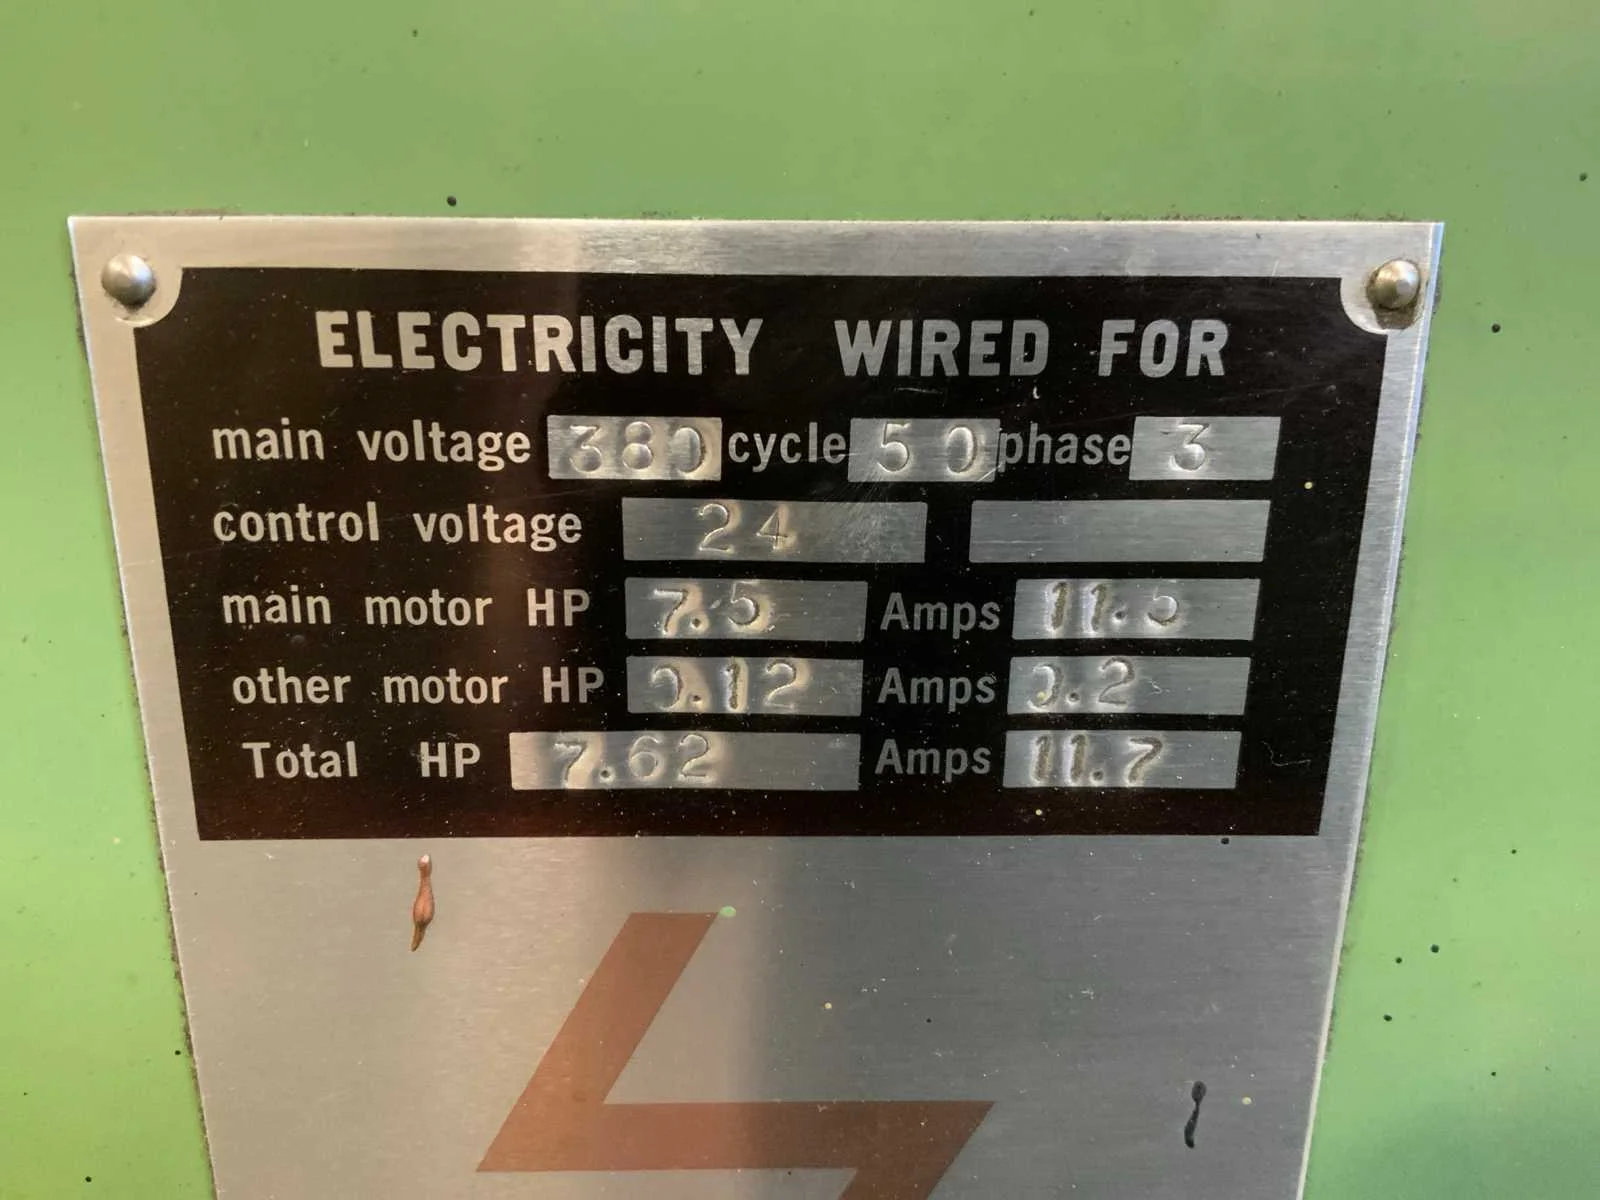 ELECTRICITY WIRED FOR
main voltage 380 cycle 50 phase 3
control voltage 24
main motor HP 7.5 Amps 11.5
other motor HP 0.12 Amps 0.2
Total HP 7.62 Amps 11.7